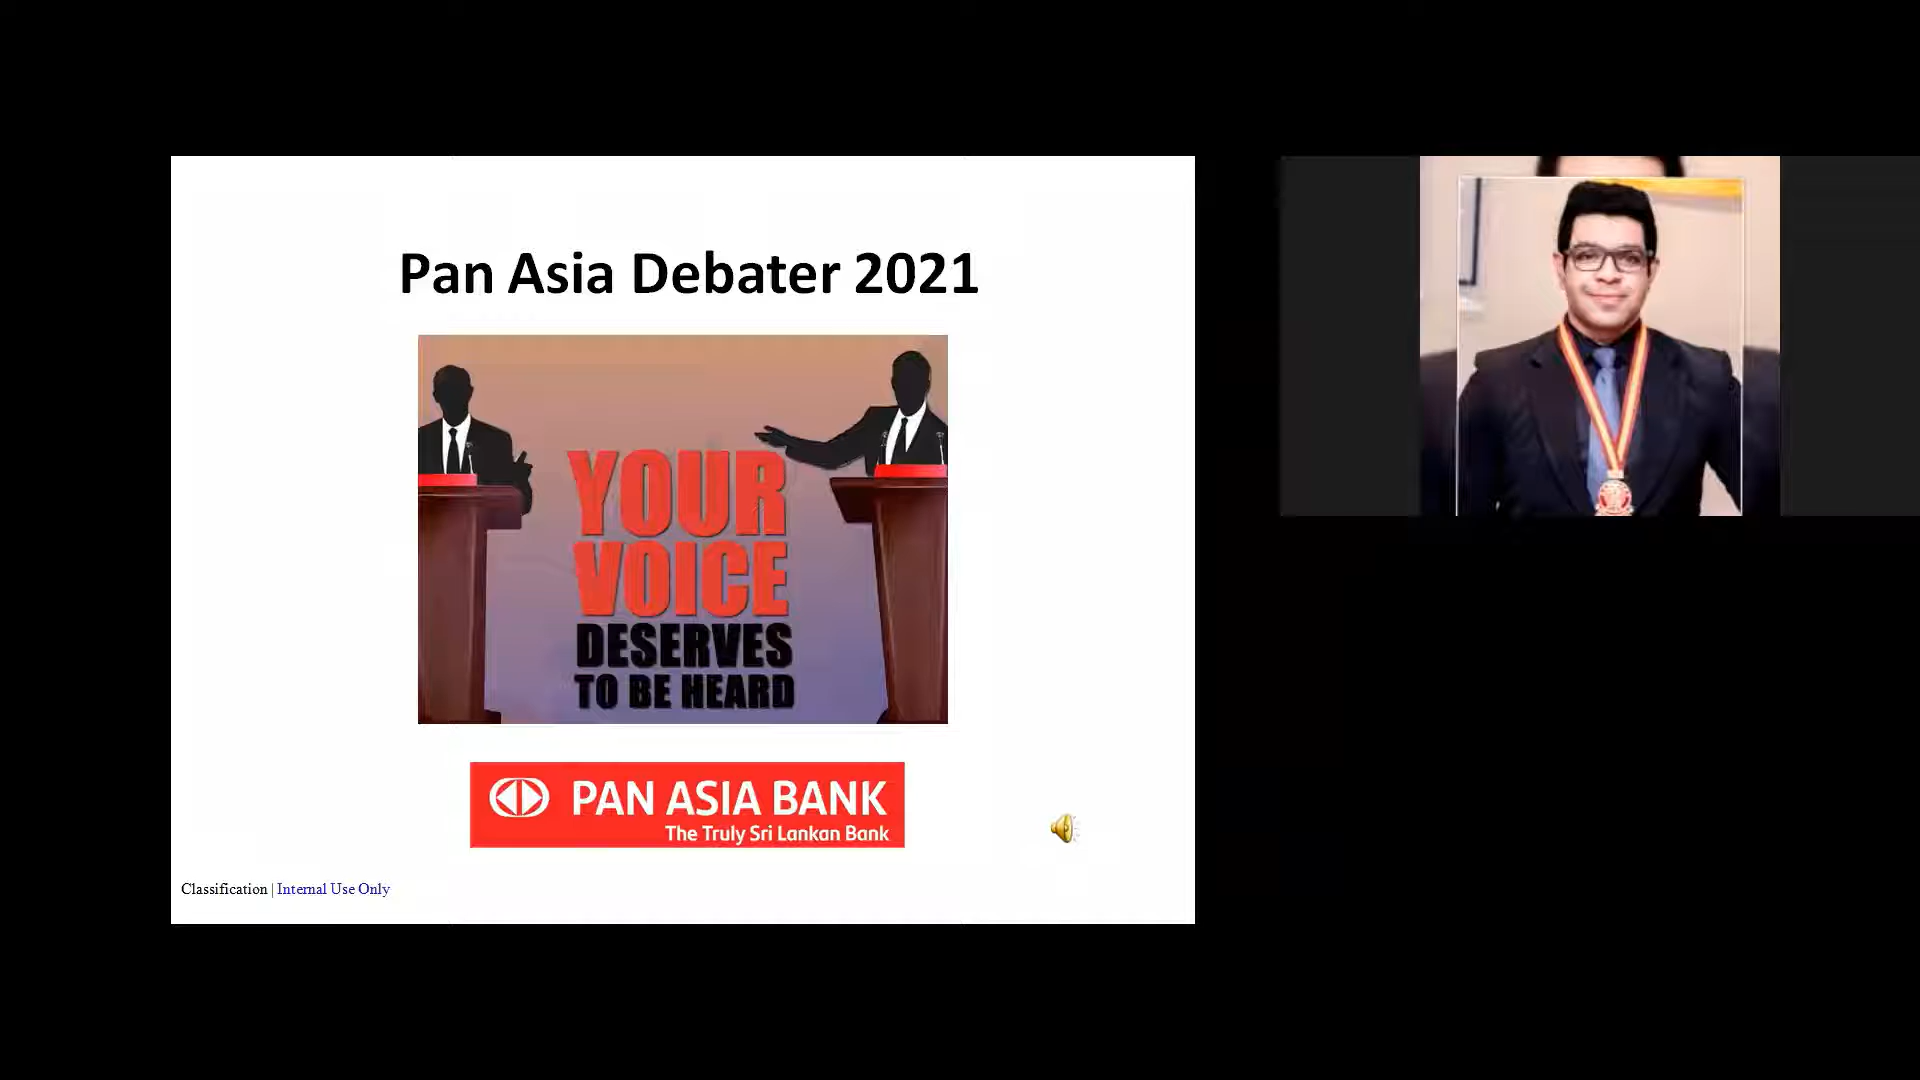 Pan Asia Debater 2021
YOUR
VOICE
DESERVES
TO BE HEARD
PAN ASIA BANK
The Truly Sri Lankan Bank
Classification | Internal Use Only